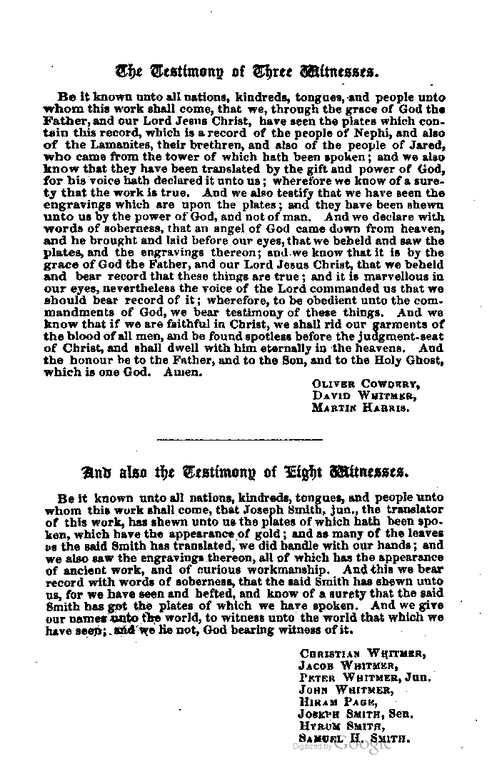 The Testimony of Three Witnesses.
Be it known unto all nations, kindreds, tongues, and people unto
whom this work shall come, that we, through the grace of God the
Father, and our Lord Jesus Christ, have seen the plates which con-
tain this record, which is a record of the people of Nephi, and also
of the Lamanites, their brethren, and also of the people of Jared,
who came from the tower of which hath been spoken; and we also
know that they have been translated by the gift and power of God,
for his voice hath declared it unto us; wherefore we know of a sure-
ty that the work is true. And we also testify that we have seen the
engravings which are upon the plates; and they have been shewn
unto us by the power of God, and not of man. And we declare with
words of soberness, that an angel of God came down from heaven,
and he brought and laid before our eyes, that we beheld and saw the
plates, and the engravings thereon; and we know that it is by the
grace of God the Father, and our Lord Jesus Christ, that we beheld
and bear record that these things are true; and it is marvellous in
our eyes, nevertheless the voice of the Lord commanded us that we
should bear record of it; wherefore, to be obedient unto the com-
mandments of God, we bear testimony of these things. And we
know that if we are faithful in Christ, we shall rid our garments of
the blood of all men, and be found spotless before the judgment-seat
of Christ, and shall dwell with him eternally in the heavens. And
the honour be to the Father, and to the Son, and to the Holy Ghost,
which is one God. Amen.
OLIVER COWDERY,
DAVID WHITMER,
MARTIN HARRIS.
And also the Testimony of Eight Witnesses.
Be it known unto all nations, kindreds, tongues, and people unto
whom this work shall come, that Joseph Smith, jun., the translator
of this work, has shewn unto us the plates of which hath been spo-
ken, which have the appearance of gold; and as many of the leaves
as the said Smith has translated, we did handle with our hands; and
we also saw the engravings thereon, all of which has the appearance
of ancient work, and of curious workmanship. And this we bear
record with words of soberness, that the said Smith has shewn unto
us, for we have seen and hefted, and know of a surety that the said
Smith has got the plates of which we have spoken. And we give
our names unto the world, to witness unto the world that which we
have seen; and we lie not, God bearing witness of it.
CHRISTIAN WHITMER,
JACOB WHITMER,
PETER WHITMER, Jun.
JOHN WHITMER,
HIRAM PAGE,
JOSEPH SMITH, Sen.
HYRUM SMITH,
SAMUEL H. SMITH.
Digitized by Google